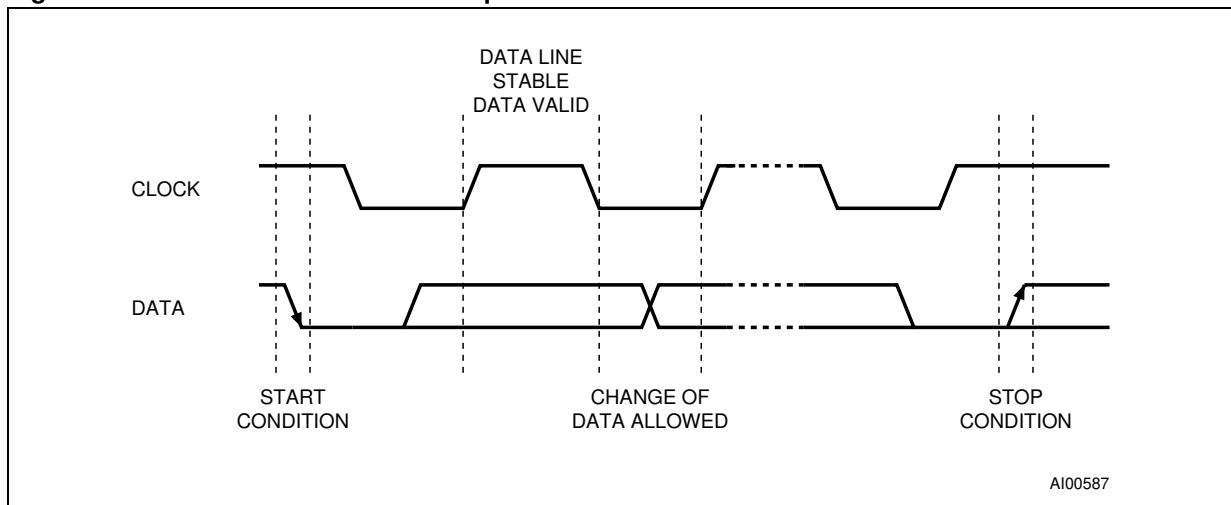 DATA LINE
STABLE
DATA VALID
CLOCK
DATA
START
CONDITION
CHANGE OF
DATA ALLOWED
STOP
CONDITION
AI00587